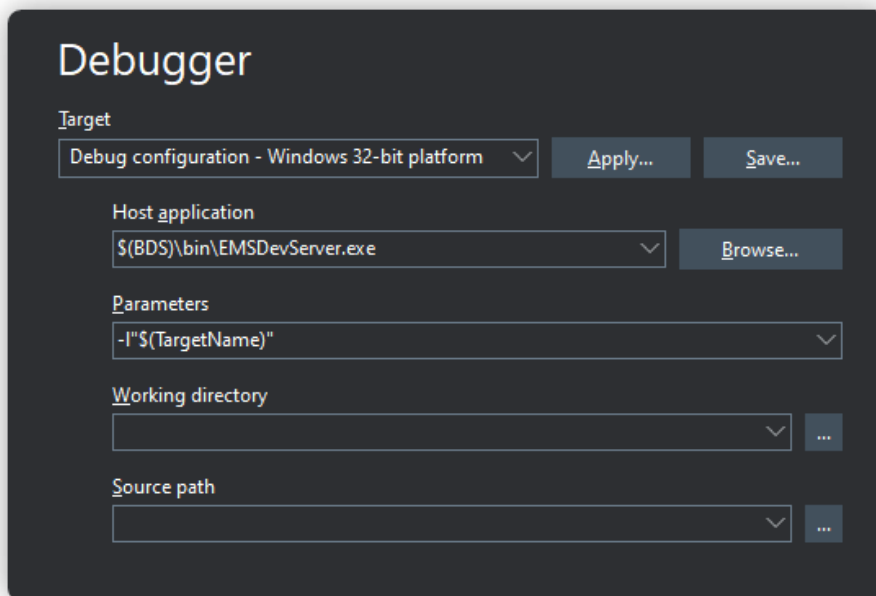 Debugger
Target
Debug configuration - Windows 32-bit platform
Apply...
Save...
Host application
$(BDS)\bin\EMSDevServer.exe
Browse...
Parameters
-l"$(TargetName)"
Working directory
...
Source path
...